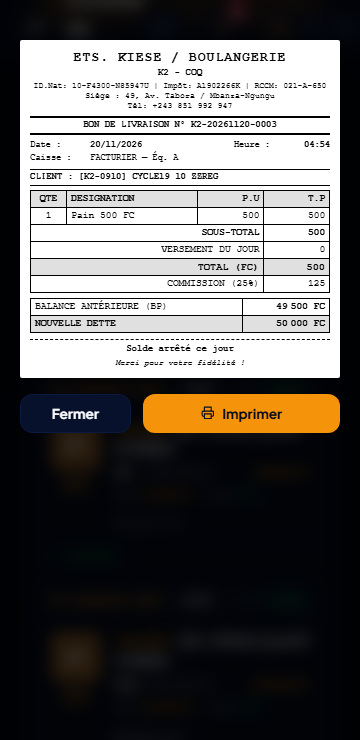 ETS. KIESE / BOULANGERIE
K2 - COQ
ID.Nat: 10-F4300-N85947U | Impôt: A1902266K | RCCM: 021-A-650
Siège : 49, Av. Tabora / Mbanza-Ngungu
Tél: +243 851 992 947
BON DE LIVRAISON N° K2-20261120-0003
Date : 20/11/2026 Heure : 04:54
Caisse : FACTURIER — Éq. A
CLIENT : [K2-0910] CYCLE19 10 ZEREG
QTE DESIGNATION P.U T.P
1 Pain 500 FC 500 500
SOUS-TOTAL 500
VERSEMENT DU JOUR 0
TOTAL (FC) 500
COMMISSION (25%) 125
BALANCE ANTÉRIEURE (BP) 49 500 FC
NOUVELLE DETTE 50 000 FC
Solde arrêté ce jour
Merci pour votre fidélité !
Fermer Imprimer